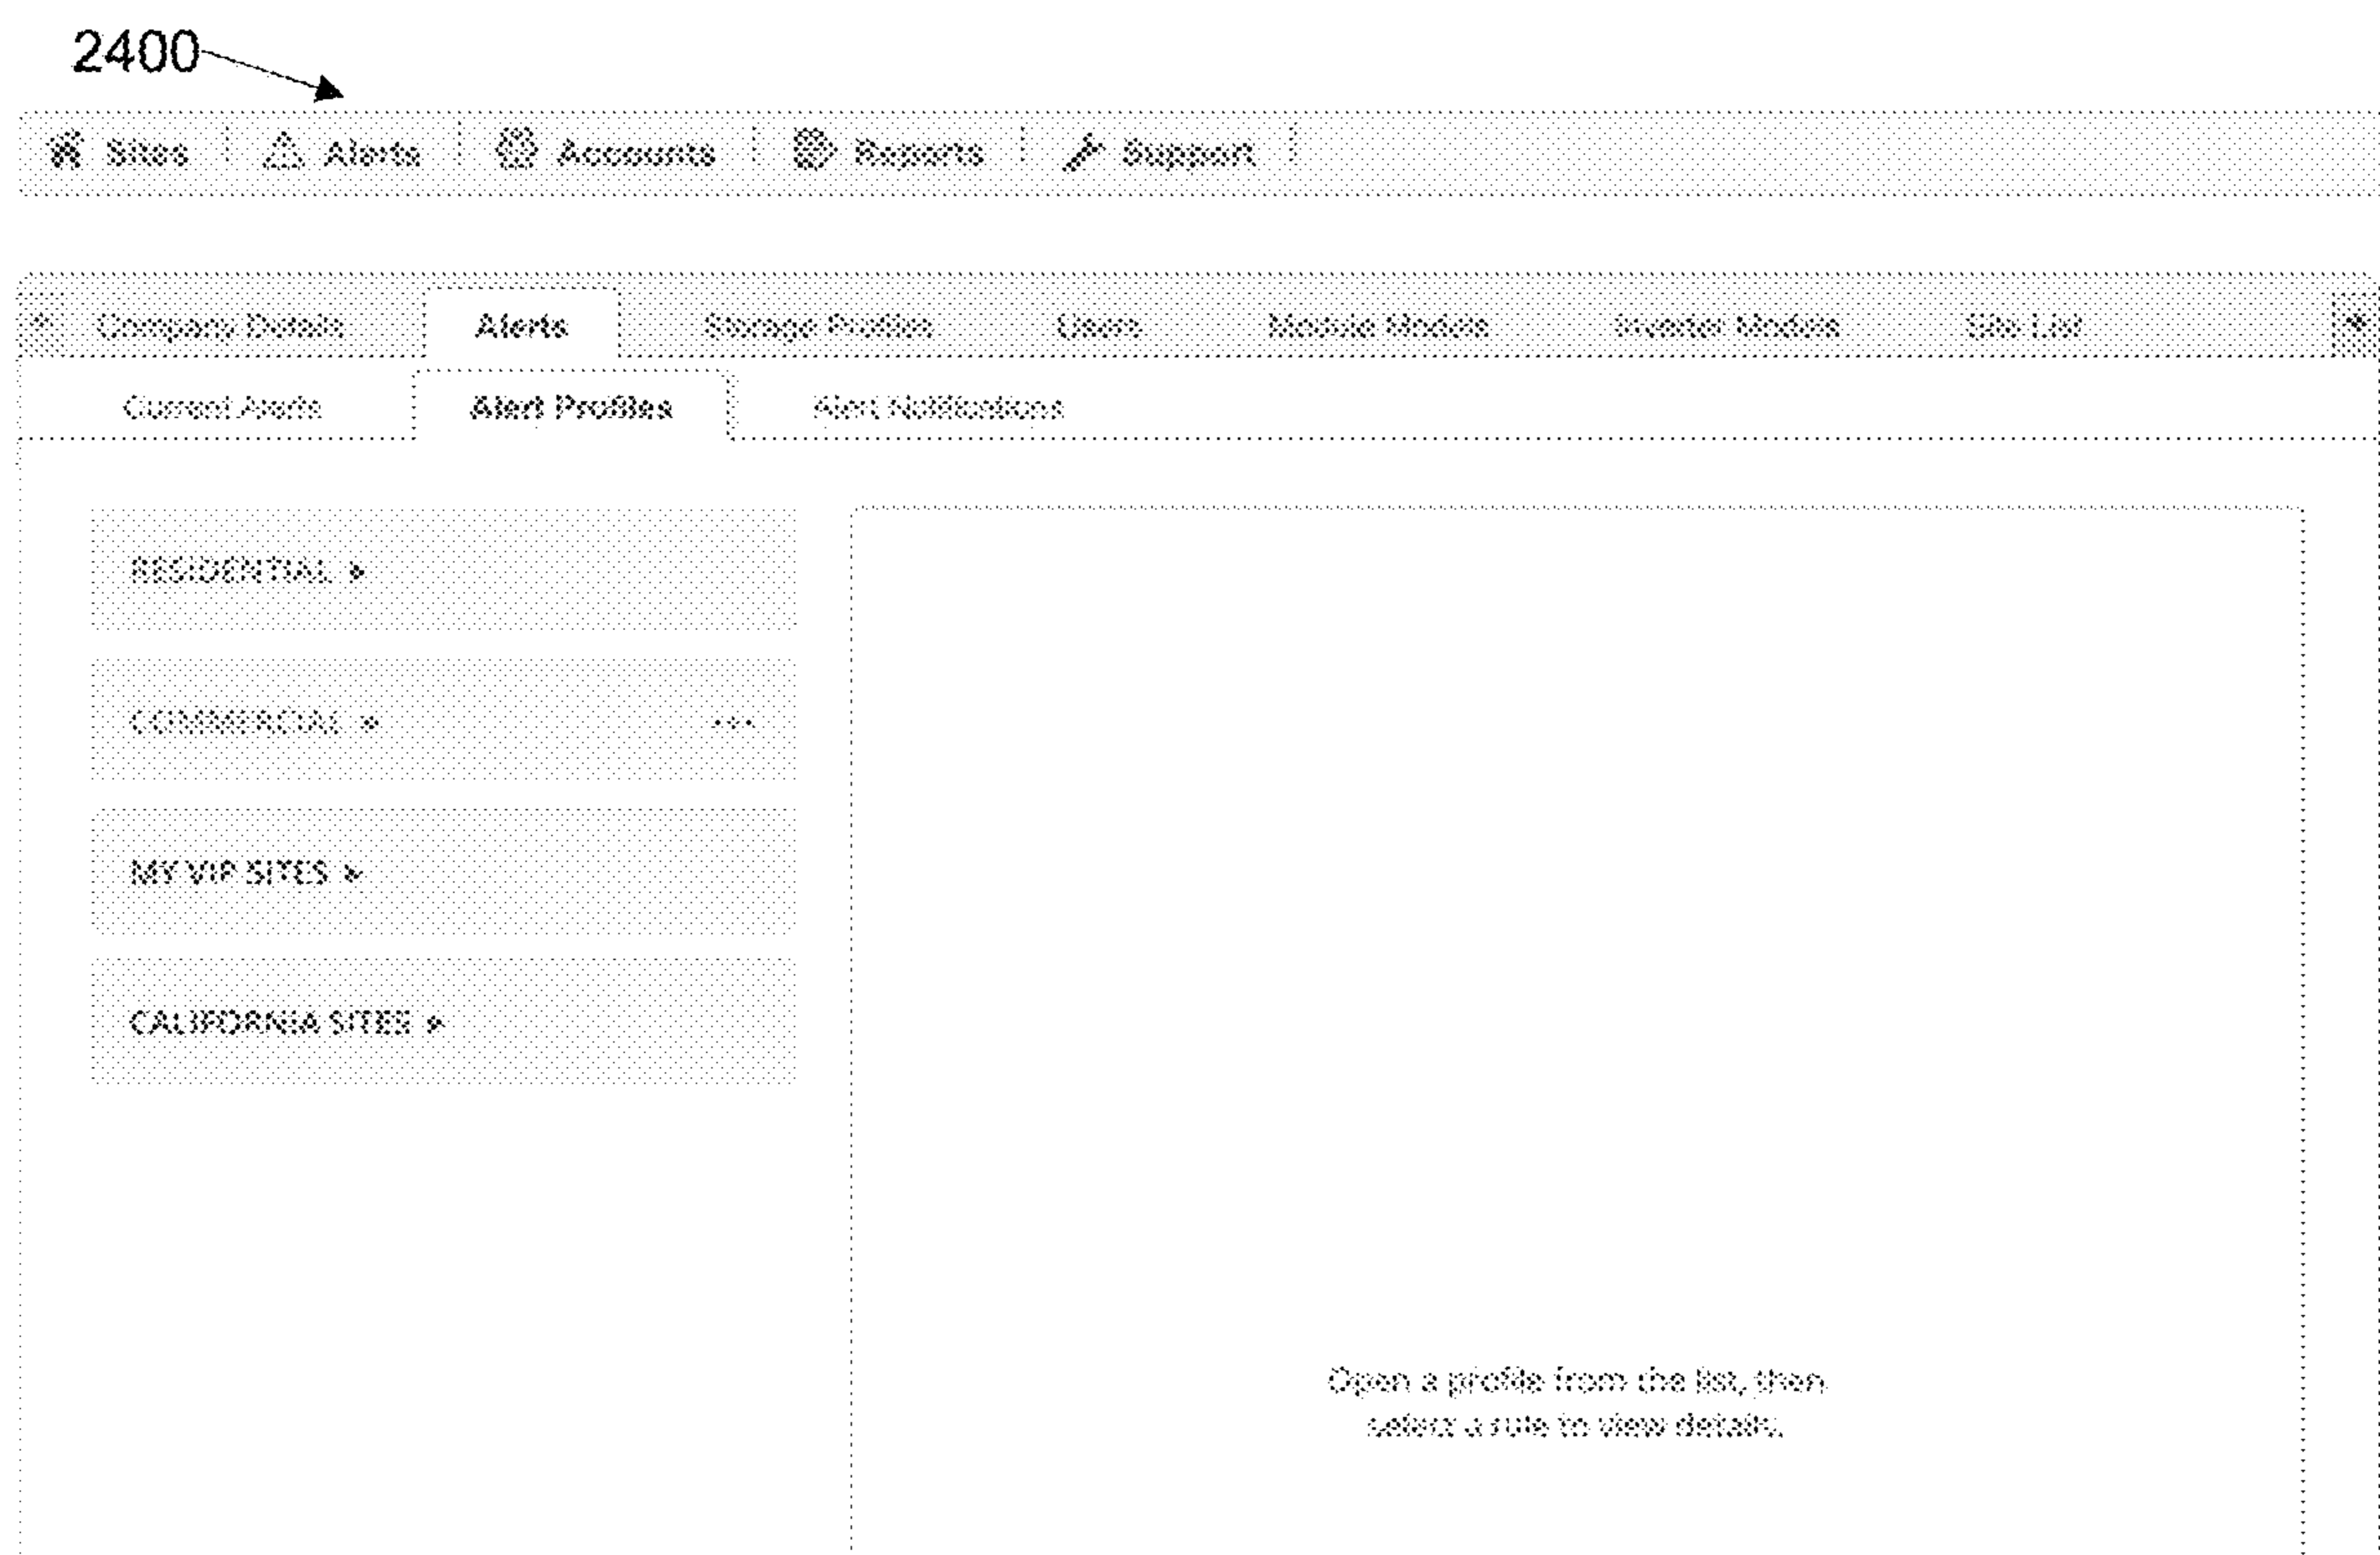 2400
Sites Alerts Accounts Reports Support
Company Details Alerts Storage Profiles Users Module Models Inverter Models Site List
Current Alerts Alert Profiles Alert Notifications
RESIDENTIAL
COMMERCIAL ...
MY VIP SITES
CALIFORNIA SITES
Open a profile from the list, then
select a rule to view details.